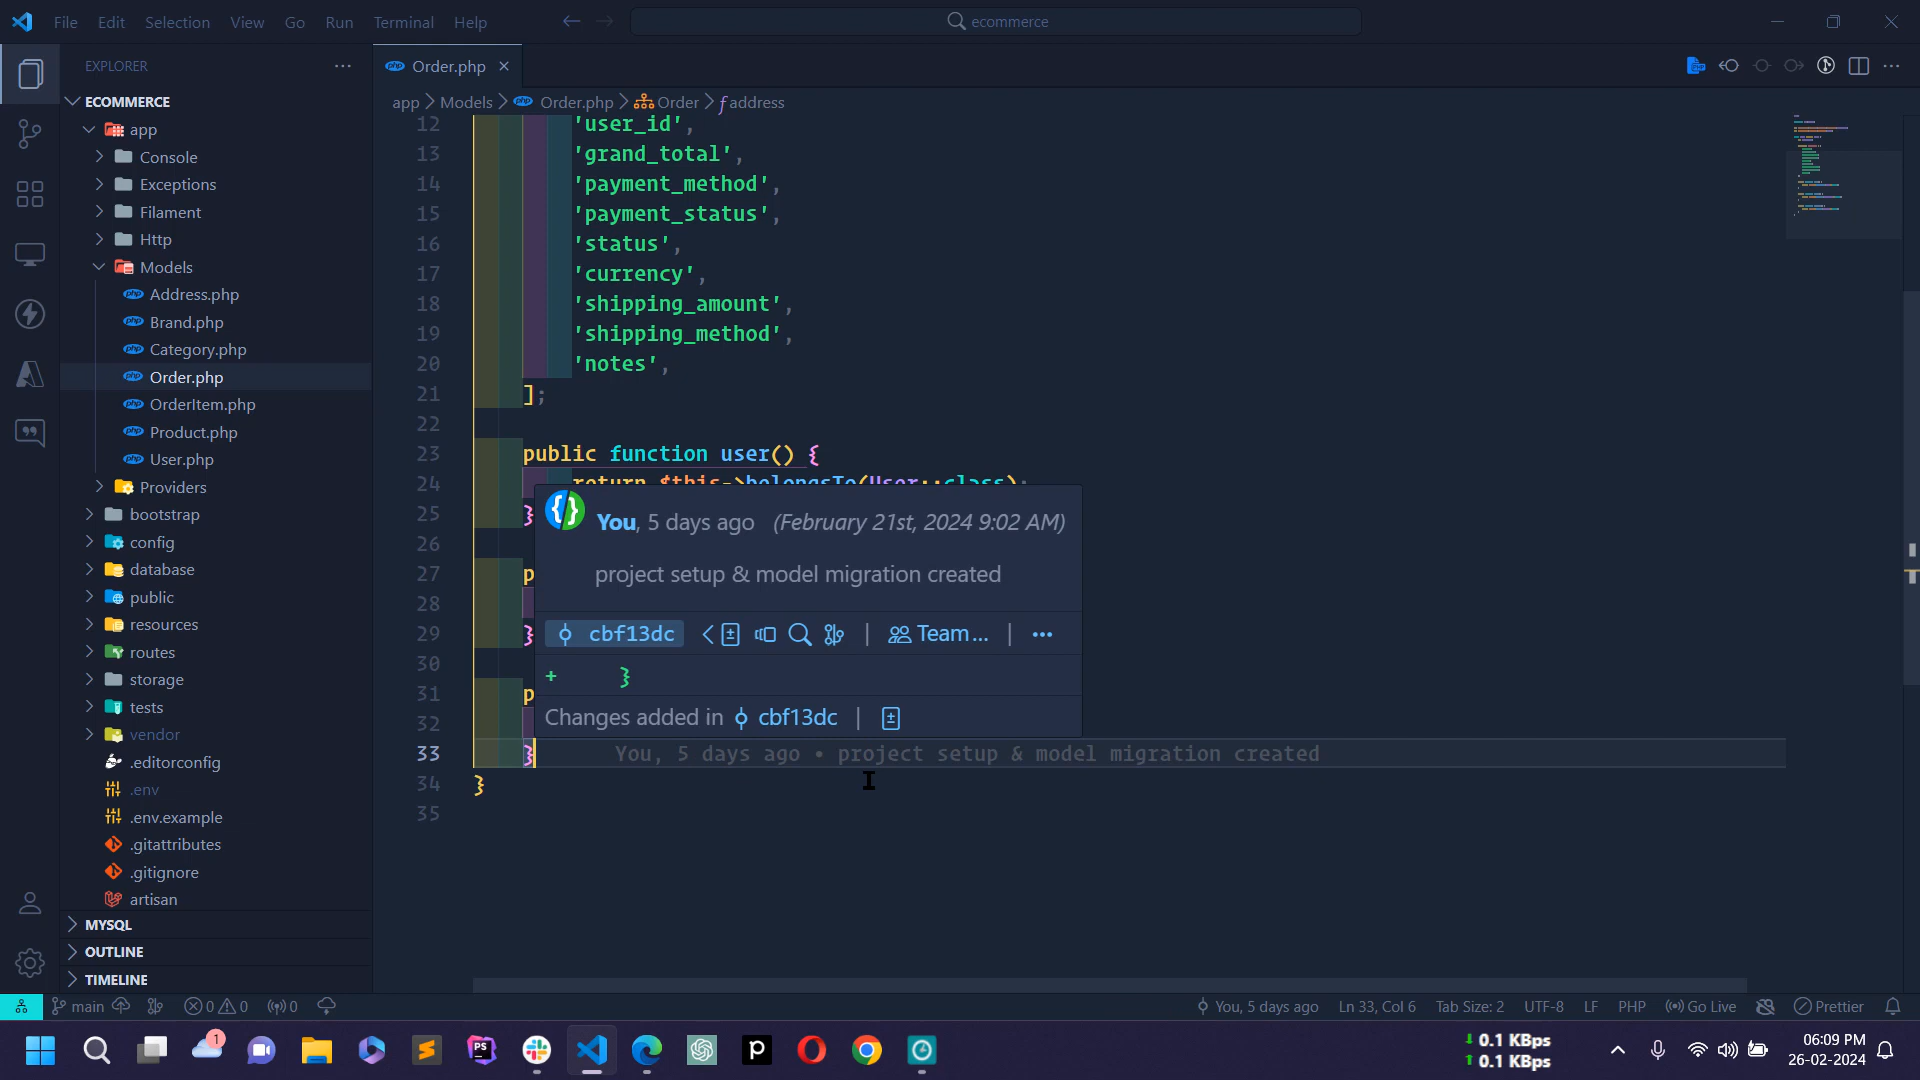 File Edit Selection View Go Run Terminal Help
ecommerce
EXPLORER
ECOMMERCE
app
Console
Exceptions
Filament
Http
Models
Address.php
Brand.php
Category.php
Order.php
OrderItem.php
Product.php
User.php
Providers
bootstrap
config
database
public
resources
routes
storage
tests
vendor
.editorconfig
.env
.env.example
.gitattributes
.gitignore
artisan
MYSQL
OUTLINE
TIMELINE
Order.php
app > Models > Order.php > Order > address
12 'user_id',
13 'grand_total',
14 'payment_method',
15 'payment_status',
16 'status',
17 'currency',
18 'shipping_amount',
19 'shipping_method',
20 'notes',
21 ];
22
23 public function user() {
24 return $this->belongsTo(User::class);
25 }
26
27 p
28
29 }
30
31 p
32
33 } You, 5 days ago • project setup & model migration created
34 }
35
You, 5 days ago (February 21st, 2024 9:02 AM)
project setup & model migration created
cbf13dc | Team... | ...
+ }
Changes added in cbf13dc |
main 0 0 0 You, 5 days ago Ln 33, Col 6 Tab Size: 2 UTF-8 LF PHP Go Live Prettier
1 PS P
0.1 KBps
0.1 KBps
06:09 PM
26-02-2024